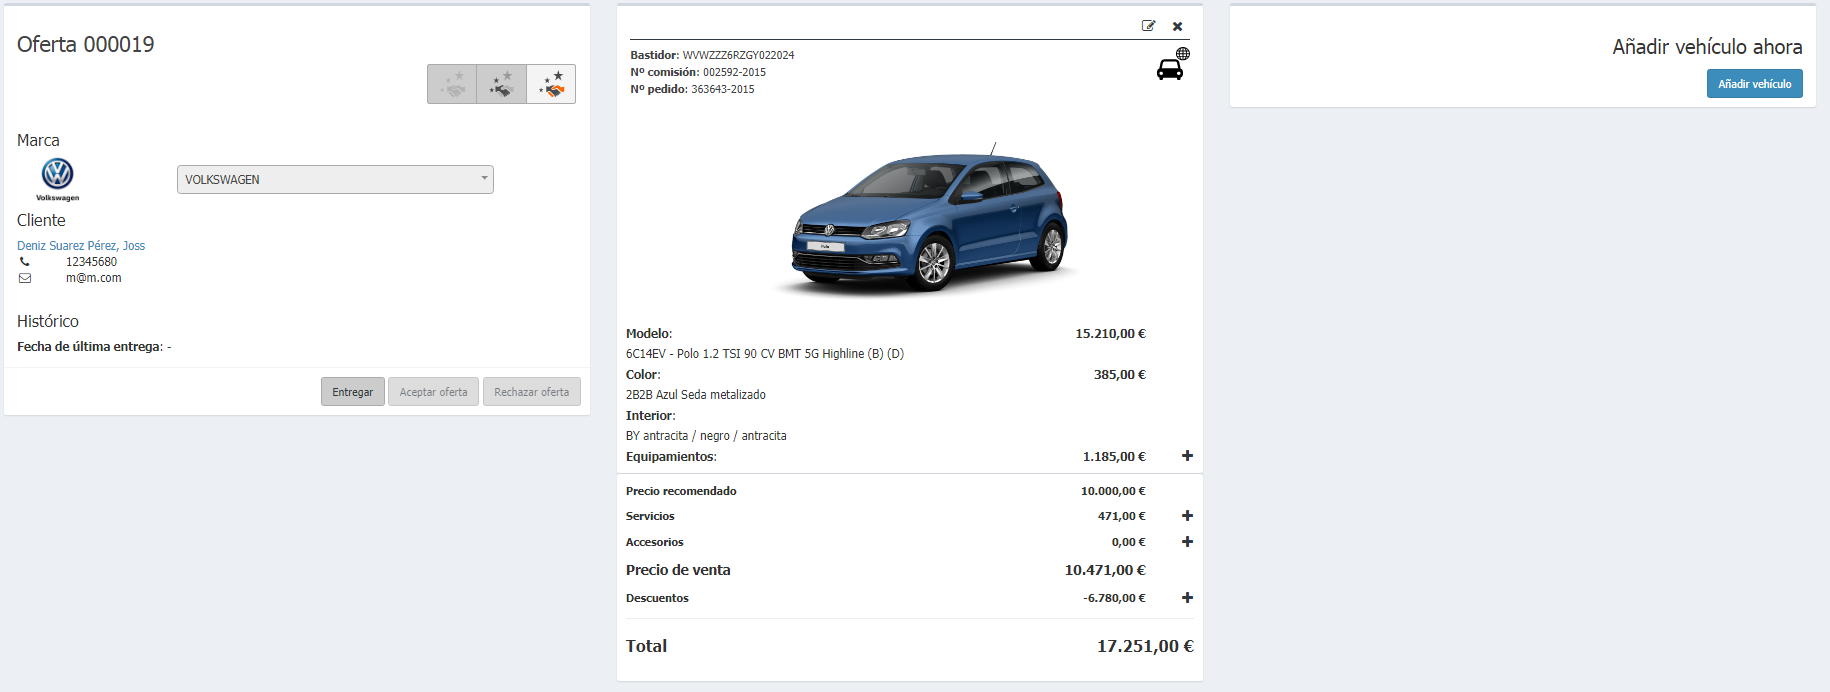 Oferta 000019
Marca
Volkswagen
VOLKSWAGEN
Cliente
Deniz Suarez Pérez, Joss
12345680
m@m.com
Histórico
Fecha de última entrega: -
Entregar
Aceptar oferta
Rechazar oferta
Bastidor: WVWZZZ6RZGY022024
Nº comisión: 002592-2015
Nº pedido: 363643-2015
Polo
Modelo: 15.210,00 €
6C14EV - Polo 1.2 TSI 90 CV BMT 5G Highline (B) (D)
Color: 385,00 €
2B2B Azul Seda metalizado
Interior:
BY antracita / negro / antracita
Equipamientos: 1.185,00 €
Precio recomendado 10.000,00 €
Servicios 471,00 €
Accesorios 0,00 €
Precio de venta 10.471,00 €
Descuentos -6.780,00 €
Total 17.251,00 €
Añadir vehículo ahora
Añadir vehículo